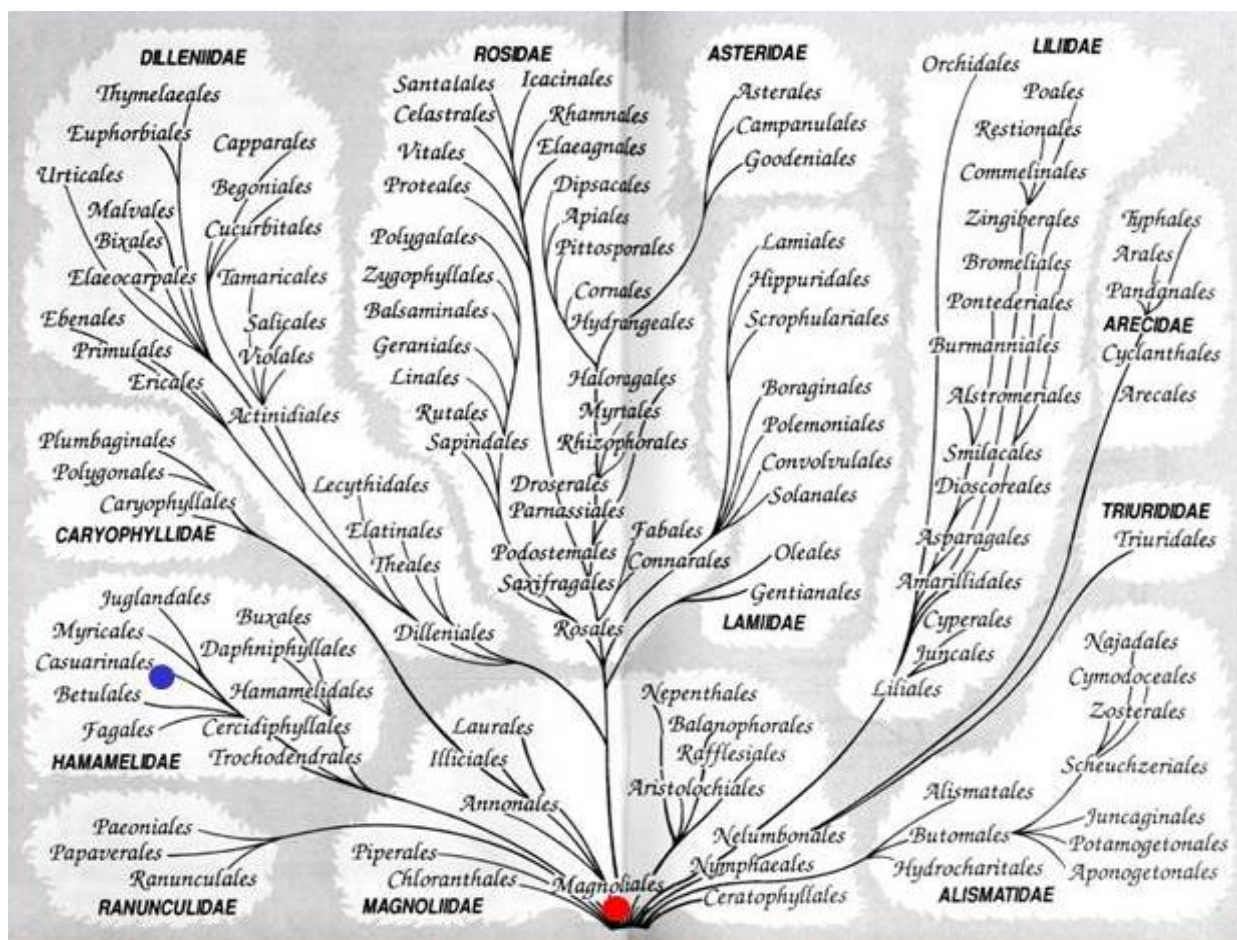 DILLENIIDAE
Thymelaeales
Euphorbiales
Capparales
Urticales
Begoniales
Malvales
Cucurbitales
Bixales
Elaeocarpales
Tamaricales
Ebenales
Salicales
Primulales
Violales
Ericales
Actinidiales
Lecythidales
Elatinales
Theales
Dilleniales
ROSIDAE
Santalales
Icacinales
Celastrales
Rhamnales
Vitales
Elaeagnales
Proteales
Dipsacales
Apiales
Polygalales
Pittosporales
Zygophyllales
Cornales
Balsaminales
Hydrangeales
Geraniales
Linales
Haloragales
Rutales
Myrtales
Sapindales
Rhizophorales
Droserales
Parnassiales
Fabales
Podostemales
Connarales
Saxifragales
Rosales
ASTERIDAE
Asterales
Campanulales
Goodeniales
Lamiales
Hippuridales
Scrophulariales
Boraginales
Polemoniales
Convolvulales
Solanales
Oleales
Gentianales
LAMIIDAE
LILIIDAE
Orchidales
Poales
Restionales
Commelinales
Zingiberales
Bromeliales
Pontederiales
Burmanniales
Alstromeriales
Smilacales
Dioscoreales
Asparagales
Amarillidales
Cyperales
Juncales
Liliales
Typhales
Arales
Pandanales
ARECIDAE
Cyclanthales
Arecales
TRIURIDIDAE
Triuridales
Plumbaginales
Polygonales
Caryophyllales
CARYOPHYLLIDAE
Juglandales
Buxales
Myricales
Daphniphyllales
Casuarinales
Betulales
Hamamelidales
Fagales
Cercidiphyllales
HAMAMELIDAE
Trochodendrales
Paeoniales
Papaverales
Ranunculales
RANUNCULIDAE
Laurales
Illiciales
Annonales
Piperales
Chloranthales
Magnoliales
MAGNOLIIDAE
Nepenthales
Balanophorales
Rafflesiales
Aristolochiales
Nelumbonales
Nymphaeales
Ceratophyllales
Najadales
Cymodoceales
Zosterales
Scheuchzeriales
Alismatales
Juncaginales
Butomales
Potamogetonales
Hydrocharitales
Aponogetonales
ALISMATIDAE